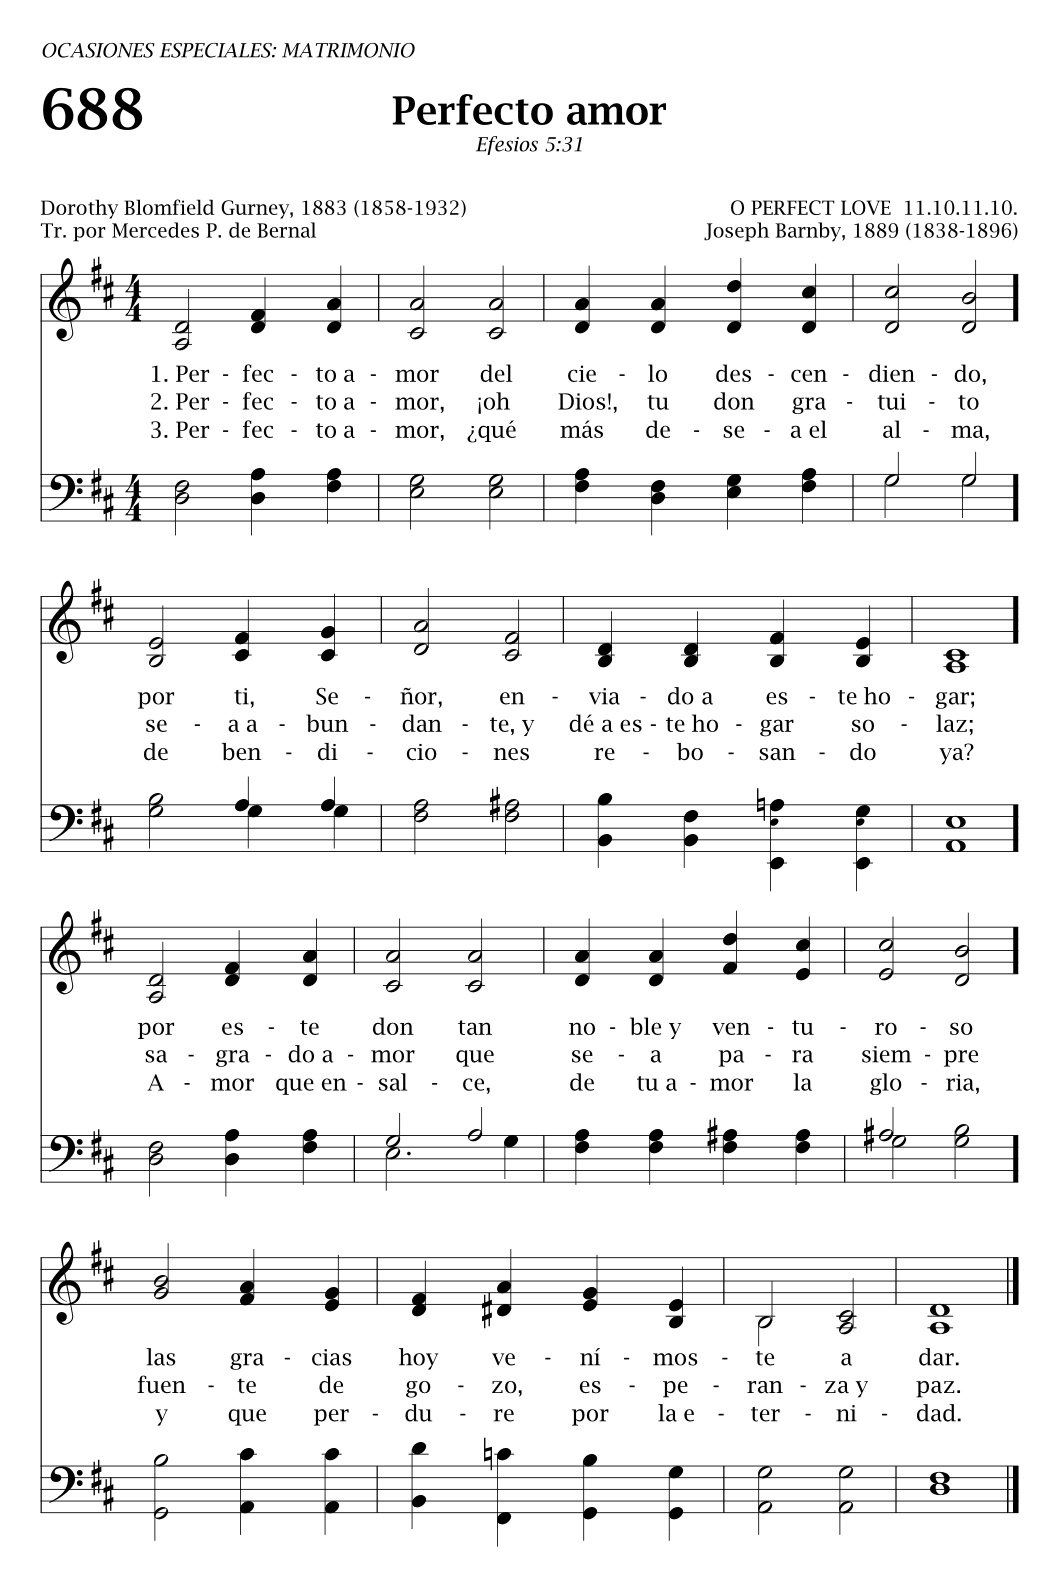 OCASIONES ESPECIALES: MATRIMONIO
688
Perfecto amor
Efesios 5:31
Dorothy Blomfield Gurney, 1883 (1858-1932)
O PERFECT LOVE 11.10.11.10.
Tr. por Mercedes P. de Bernal
Joseph Barnby, 1889 (1838-1896)
1. Per - fec - to a - mor del cie - lo des - cen - dien - do,
2. Per - fec - to a - mor, ¡oh Dios!, tu don gra - tui - to
3. Per - fec - to a - mor, ¿qué más de - se - a el al - ma,
por ti, Se - ñor, en - via - do a es - te ho - gar;
se - a a - bun - dan - te, y dé a es - te ho - gar so - laz;
de ben - di - cio - nes re - bo - san - do ya?
por es - te don tan no - ble y ven - tu - ro - so
sa - gra - do a - mor que se - a pa - ra siem - pre
A - mor que en - sal - ce, de tu a - mor la glo - ria,
las gra - cias hoy ve - ní - mos - te a dar.
fuen - te de go - zo, es - pe - ran - za y paz.
y que per - du - re por la e - ter - ni - dad.